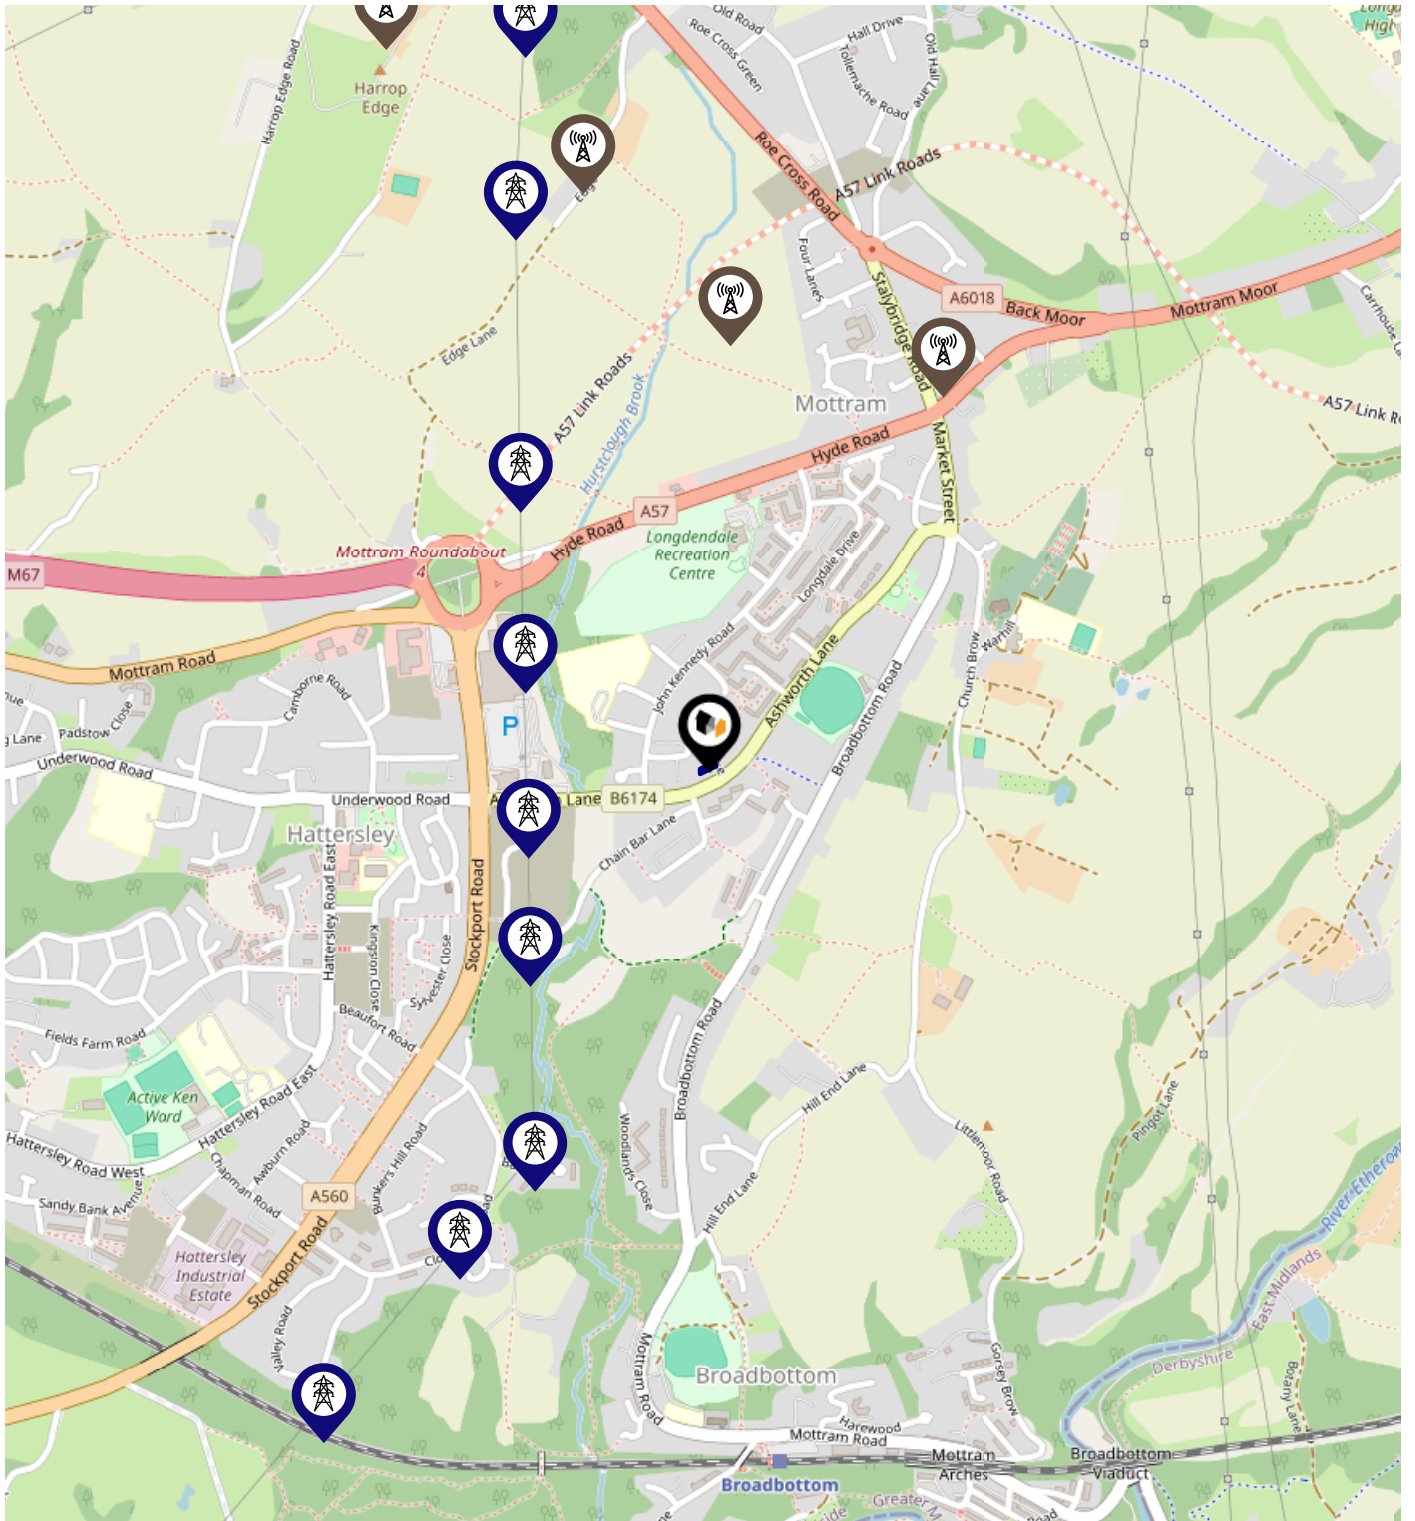 Old Road
Hall Drive
Roe Cross Green
Tollemache Road
Old Hall Lane
High
Harrop Edge Road
Harrop
Edge
Roe Cross Road
A57 Link Roads
Edge
Four Lanes
A6018
Back Moor
Mottram Moor
Stalybridge Road
Edge Lane
A57 Link Roads
Hurstclough Brook
Mottram
A57 Link
Hyde Road
Market Street
A57
Hyde Road
Longdendale
Recreation
Centre
Mottram Roundabout
4
M67
Longdale Drive
Mottram Road
John Kennedy Road
Ashworth Lane
Broadbottom Road
Church Brow
Warhill
Camborne Road
Padstow Close
Lane
Underwood Road
P
Underwood Road
Lane
B6174
Hattersley
Chain Bar Lane
Hattersley Road East
Stockport Road
Kingsion Close
Sylvester Close
Beaufort Road
Fields Farm Road
Active Ken
Ward
Hattersley Road East
Hattersley Road West
Broadbottom Road
Hill End Lane
Pingot Lane
Woodlands Close
Littlemoor Road
Awburn Road
Chapman Road
Bunkers Hill Road
Sandy Bank Avenue
A560
Hill End Lane
River Etherow
Hattersley
Industrial
Estate
Stockport Road
East Midlands
Derbyshire
Valley Road
Mottram Road
Broadbottom
Gorsey Brow
Botany Lane
Harewood
Mottram Road
Mottram
Arches
Broadbottom
Viaduct
Broadbottom
Greater M
Road